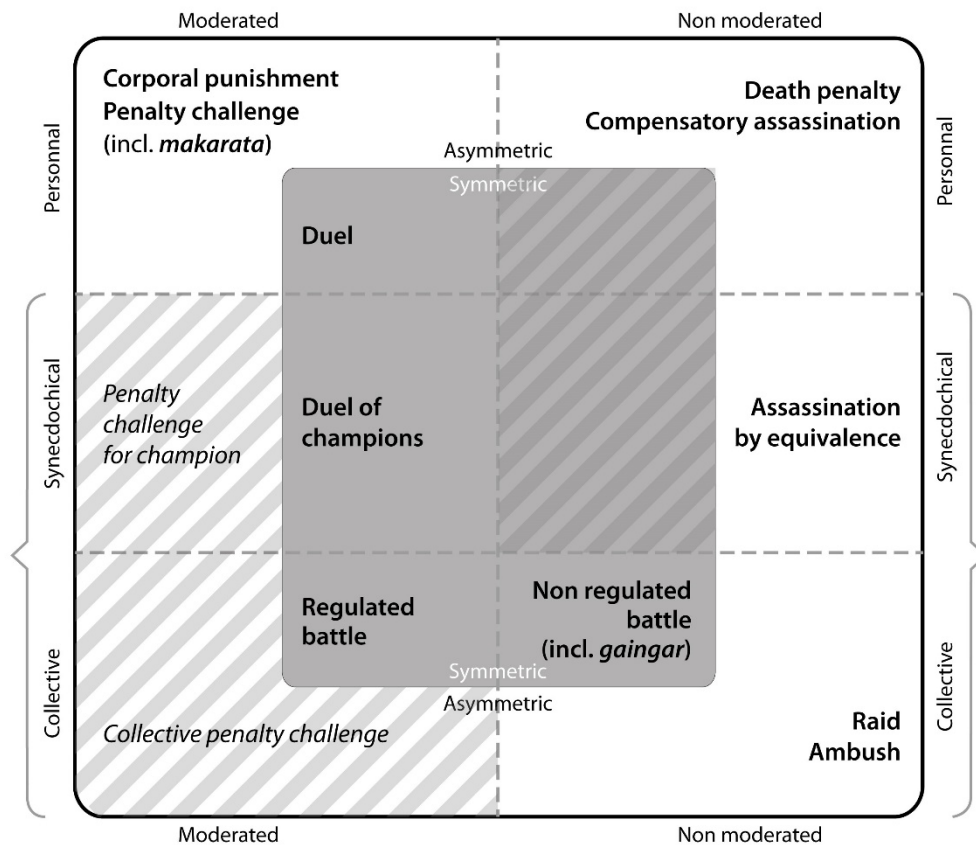 Moderated
Non moderated
Corporal punishment
Penalty challenge
(incl. makarata)
Death penalty
Compensatory assassination
Personnal
Personnal
Asymmetric
Symmetric
Duel
Synecdochical
Penalty
challenge
for champion
Duel of
champions
Assassination
by equivalence
Synecdochical
Collective
Regulated
battle
Non regulated
battle
(incl. gaingar)
Symmetric
Asymmetric
Collective penalty challenge
Raid
Ambush
Collective
Moderated
Non moderated